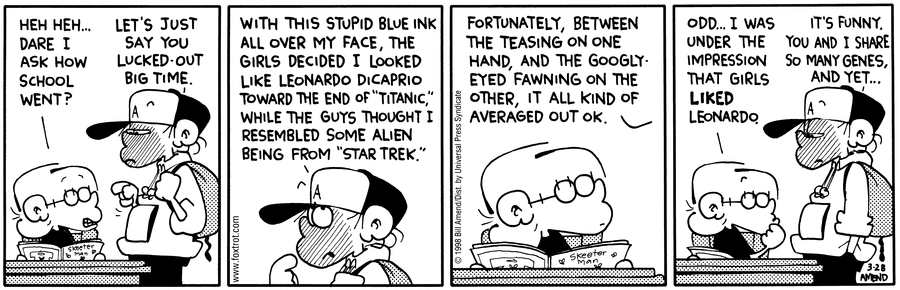 HEH HEH...
DARE I
ASK HOW
SCHOOL
WENT?
LET'S JUST
SAY YOU
LUCKED-OUT
BIG TIME.
A
Skeeter
Man
WITH THIS STUPID BLUE INK
ALL OVER MY FACE, THE
GIRLS DECIDED I LOOKED
LIKE LEONARDO DICAPRIO
TOWARD THE END OF "TITANIC,"
WHILE THE GUYS THOUGHT I
RESEMBLED SOME ALIEN
BEING FROM "STAR TREK."
A
www.foxtrot.com
FORTUNATELY, BETWEEN
THE TEASING ON ONE
HAND, AND THE GOOGLY-
EYED FAWNING ON THE
OTHER, IT ALL KIND OF
AVERAGED OUT OK.
© 1998 Bill Amend/Dist. by Universal Press Syndicate
Skeeter
Man
ODD... I WAS
UNDER THE
IMPRESSION
THAT GIRLS
LIKED
LEONARDO.
IT'S FUNNY.
YOU AND I SHARE
SO MANY GENES,
AND YET...
A
3-28
AMEND